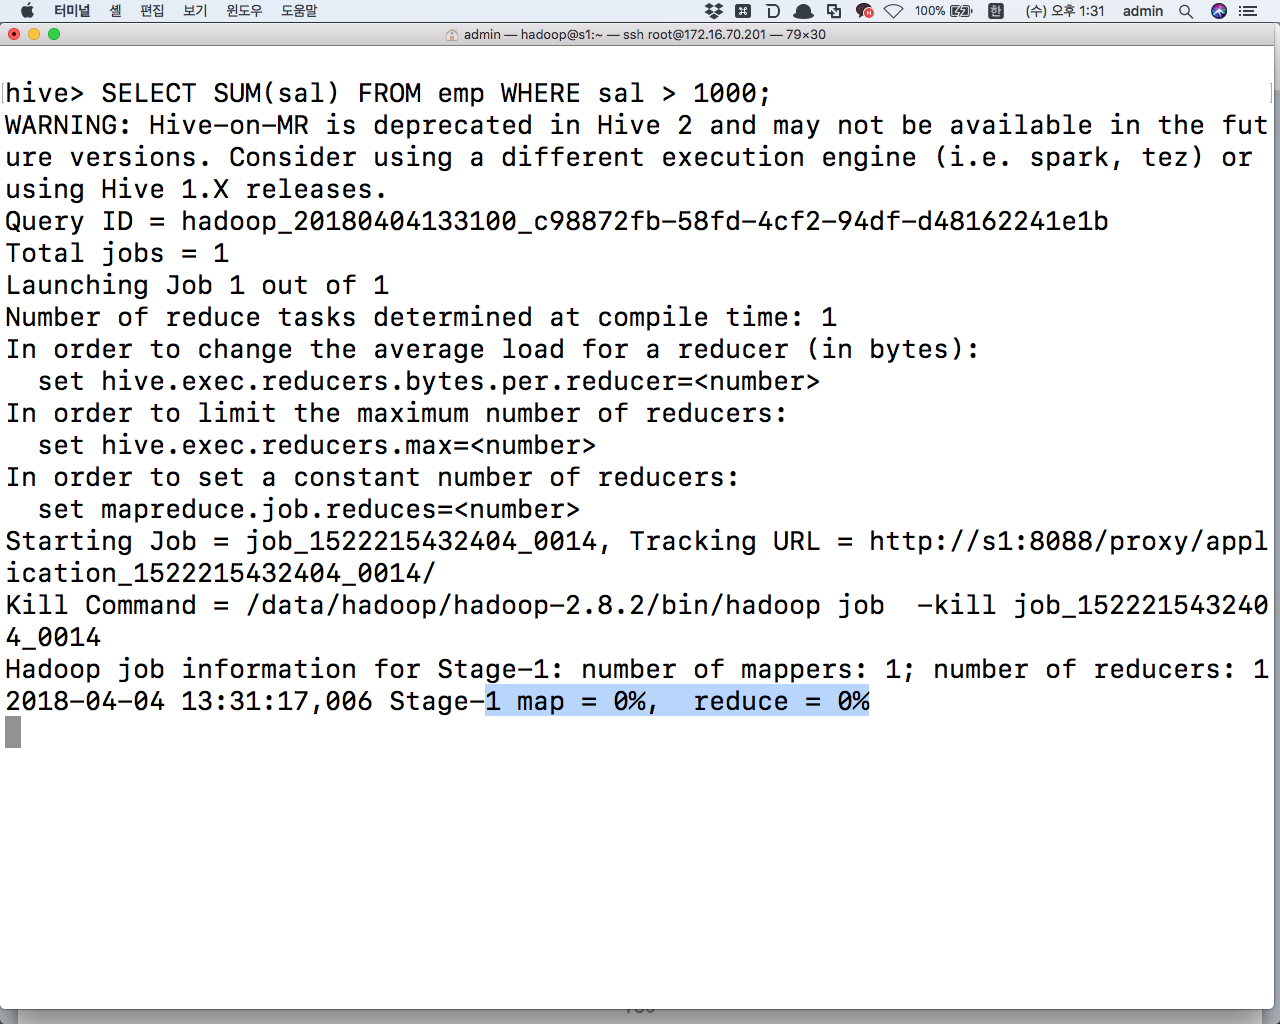 터미널 셸 편집 보기 윈도우 도움말 100% 한 (수) 오후 1:31 admin
admin — hadoop@s1:~ — ssh root@172.16.70.201 — 79×30
hive> SELECT SUM(sal) FROM emp WHERE sal > 1000;
WARNING: Hive-on-MR is deprecated in Hive 2 and may not be available in the fut
ure versions. Consider using a different execution engine (i.e. spark, tez) or
using Hive 1.X releases.
Query ID = hadoop_20180404133100_c98872fb-58fd-4cf2-94df-d48162241e1b
Total jobs = 1
Launching Job 1 out of 1
Number of reduce tasks determined at compile time: 1
In order to change the average load for a reducer (in bytes):
  set hive.exec.reducers.bytes.per.reducer=<number>
In order to limit the maximum number of reducers:
  set hive.exec.reducers.max=<number>
In order to set a constant number of reducers:
  set mapreduce.job.reduces=<number>
Starting Job = job_1522215432404_0014, Tracking URL = http://s1:8088/proxy/appl
ication_1522215432404_0014/
Kill Command = /data/hadoop/hadoop-2.8.2/bin/hadoop job  -kill job_152221543240
4_0014
Hadoop job information for Stage-1: number of mappers: 1; number of reducers: 1
2018-04-04 13:31:17,006 Stage-1 map = 0%,  reduce = 0%